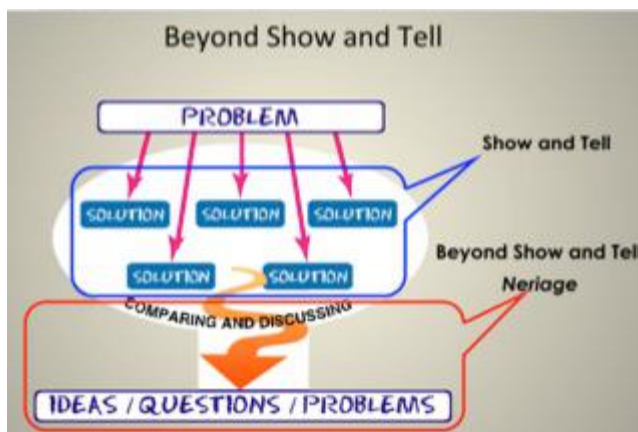 Beyond Show and Tell
PROBLEM
Show and Tell
SOLUTION
SOLUTION
SOLUTION
SOLUTION
SOLUTION
Beyond Show and Tell
Neriage
COMPARING AND DISCUSSING
IDEAS / QUESTIONS / PROBLEMS